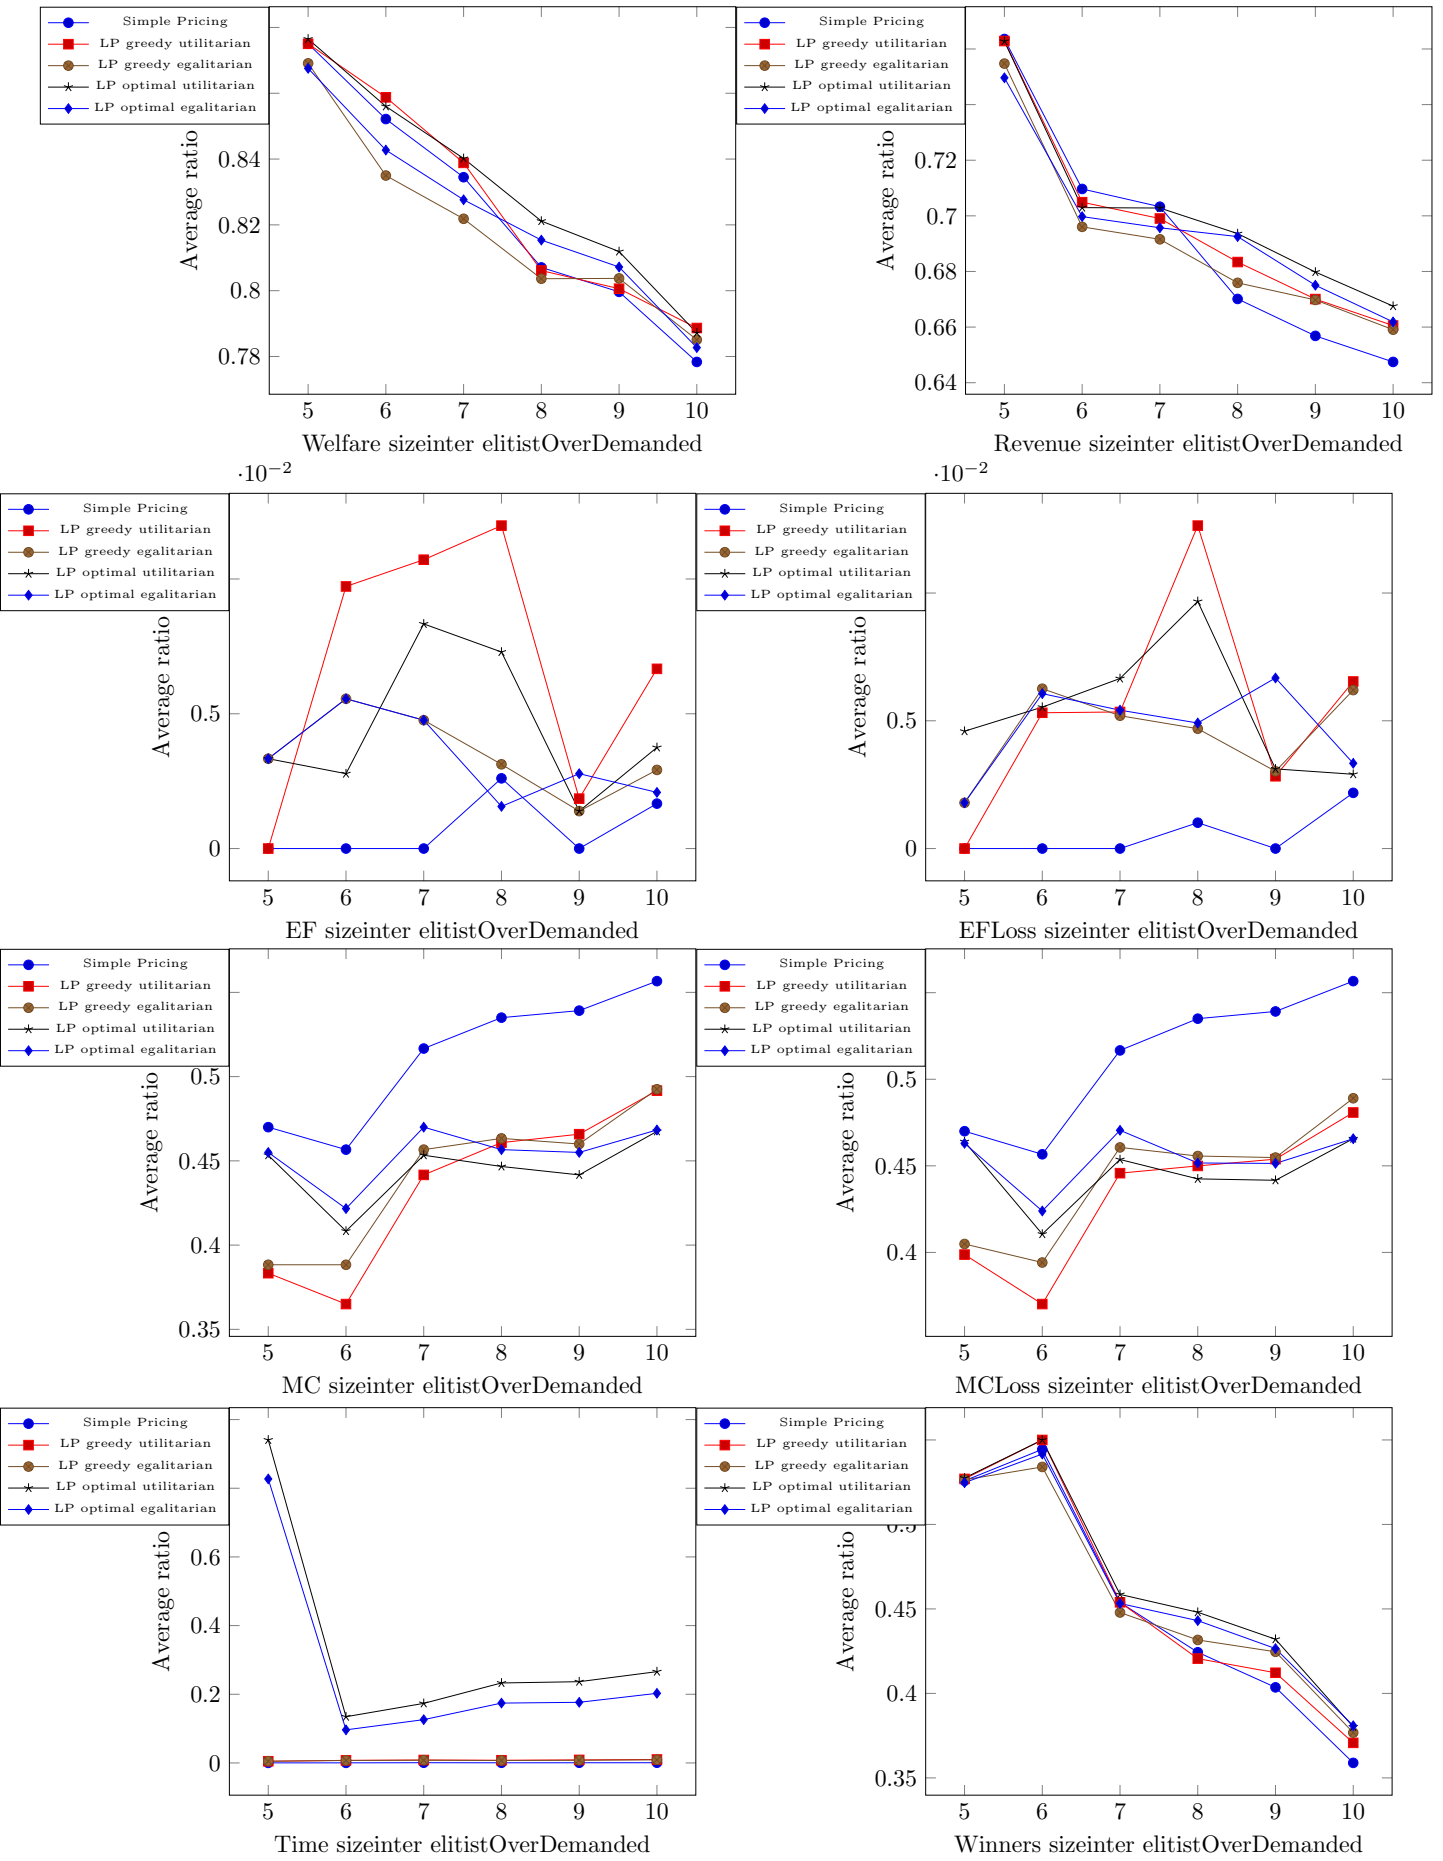 Simple Pricing
LP greedy utilitarian
LP greedy egalitarian
LP optimal utilitarian
LP optimal egalitarian
Average ratio
0.84
0.82
0.8
0.78
5 6 7 8 9 10
Welfare sizeinter elitistOverDemanded
Simple Pricing
LP greedy utilitarian
LP greedy egalitarian
LP optimal utilitarian
LP optimal egalitarian
Average ratio
0.72
0.7
0.68
0.66
0.64
5 6 7 8 9 10
Revenue sizeinter elitistOverDemanded
·10−2
Simple Pricing
LP greedy utilitarian
LP greedy egalitarian
LP optimal utilitarian
LP optimal egalitarian
Average ratio
0.5
0
5 6 7 8 9 10
EF sizeinter elitistOverDemanded
·10−2
Simple Pricing
LP greedy utilitarian
LP greedy egalitarian
LP optimal utilitarian
LP optimal egalitarian
Average ratio
0.5
0
5 6 7 8 9 10
EFLoss sizeinter elitistOverDemanded
Simple Pricing
LP greedy utilitarian
LP greedy egalitarian
LP optimal utilitarian
LP optimal egalitarian
Average ratio
0.5
0.45
0.4
0.35
5 6 7 8 9 10
MC sizeinter elitistOverDemanded
Simple Pricing
LP greedy utilitarian
LP greedy egalitarian
LP optimal utilitarian
LP optimal egalitarian
Average ratio
0.5
0.45
0.4
5 6 7 8 9 10
MCLoss sizeinter elitistOverDemanded
Simple Pricing
LP greedy utilitarian
LP greedy egalitarian
LP optimal utilitarian
LP optimal egalitarian
Average ratio
0.6
0.4
0.2
0
5 6 7 8 9 10
Time sizeinter elitistOverDemanded
Simple Pricing
LP greedy utilitarian
LP greedy egalitarian
LP optimal utilitarian
LP optimal egalitarian
Average ratio
0.5
0.45
0.4
0.35
5 6 7 8 9 10
Winners sizeinter elitistOverDemanded